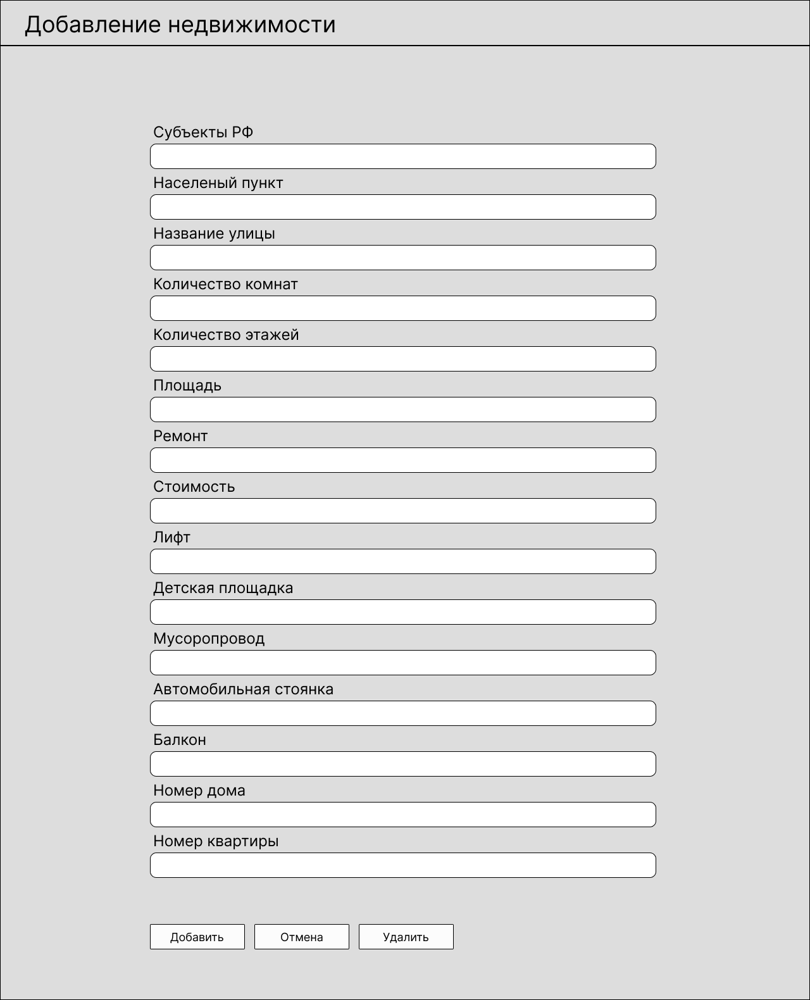 Добавление недвижимости
Субъекты РФ
Населеный пункт
Название улицы
Количество комнат
Количество этажей
Площадь
Ремонт
Стоимость
Лифт
Детская площадка
Мусоропровод
Автомобильная стоянка
Балкон
Номер дома
Номер квартиры
Добавить Отмена Удалить